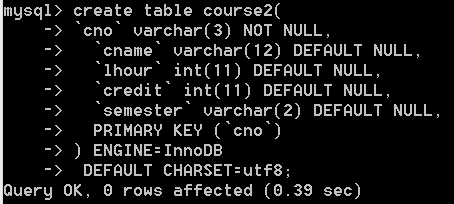 mysql> create table course2(
    -> `cno` varchar(3) NOT NULL,
    ->   `cname` varchar(12) DEFAULT NULL,
    ->   `lhour` int(11) DEFAULT NULL,
    ->   `credit` int(11) DEFAULT NULL,
    ->   `semester` varchar(2) DEFAULT NULL,
    ->   PRIMARY KEY (`cno`)
    -> ) ENGINE=InnoDB
    ->  DEFAULT CHARSET=utf8;
Query OK, 0 rows affected (0.39 sec)